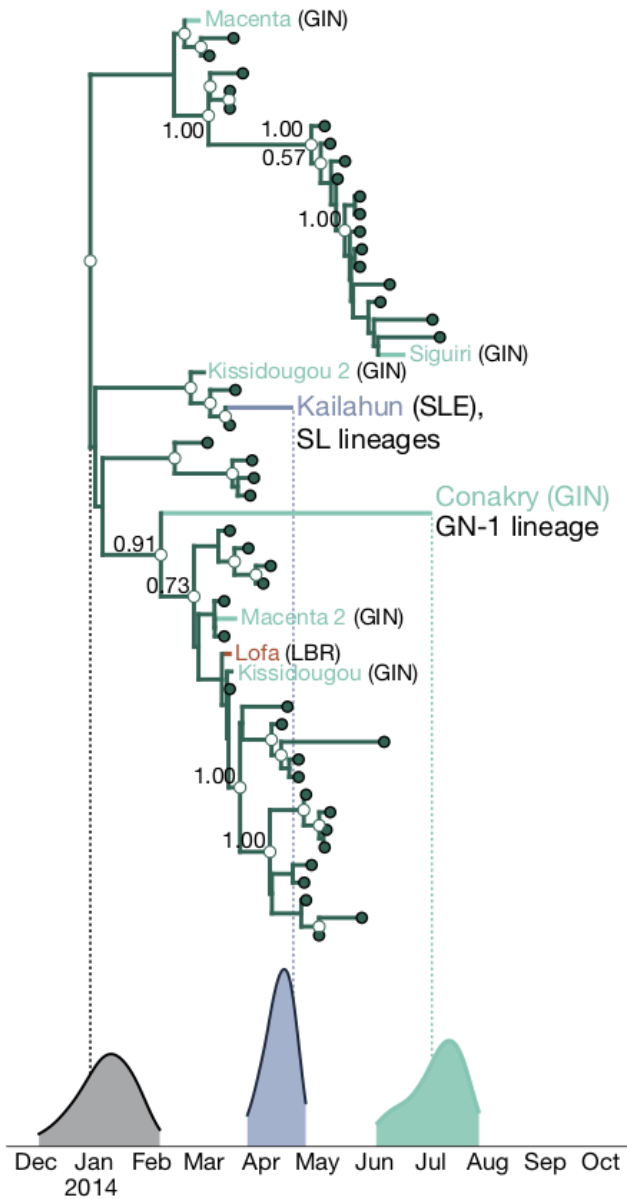 Macenta (GIN)
1.00
1.00
0.57
1.00
Siguiri (GIN)
Kissidougou 2 (GIN)
Kailahun (SLE),
SL lineages
Conakry (GIN)
GN-1 lineage
0.91
0.73
Macenta 2 (GIN)
Lofa (LBR)
Kissidougou (GIN)
1.00
1.00
Dec Jan Feb Mar Apr May Jun Jul Aug Sep Oct
2014